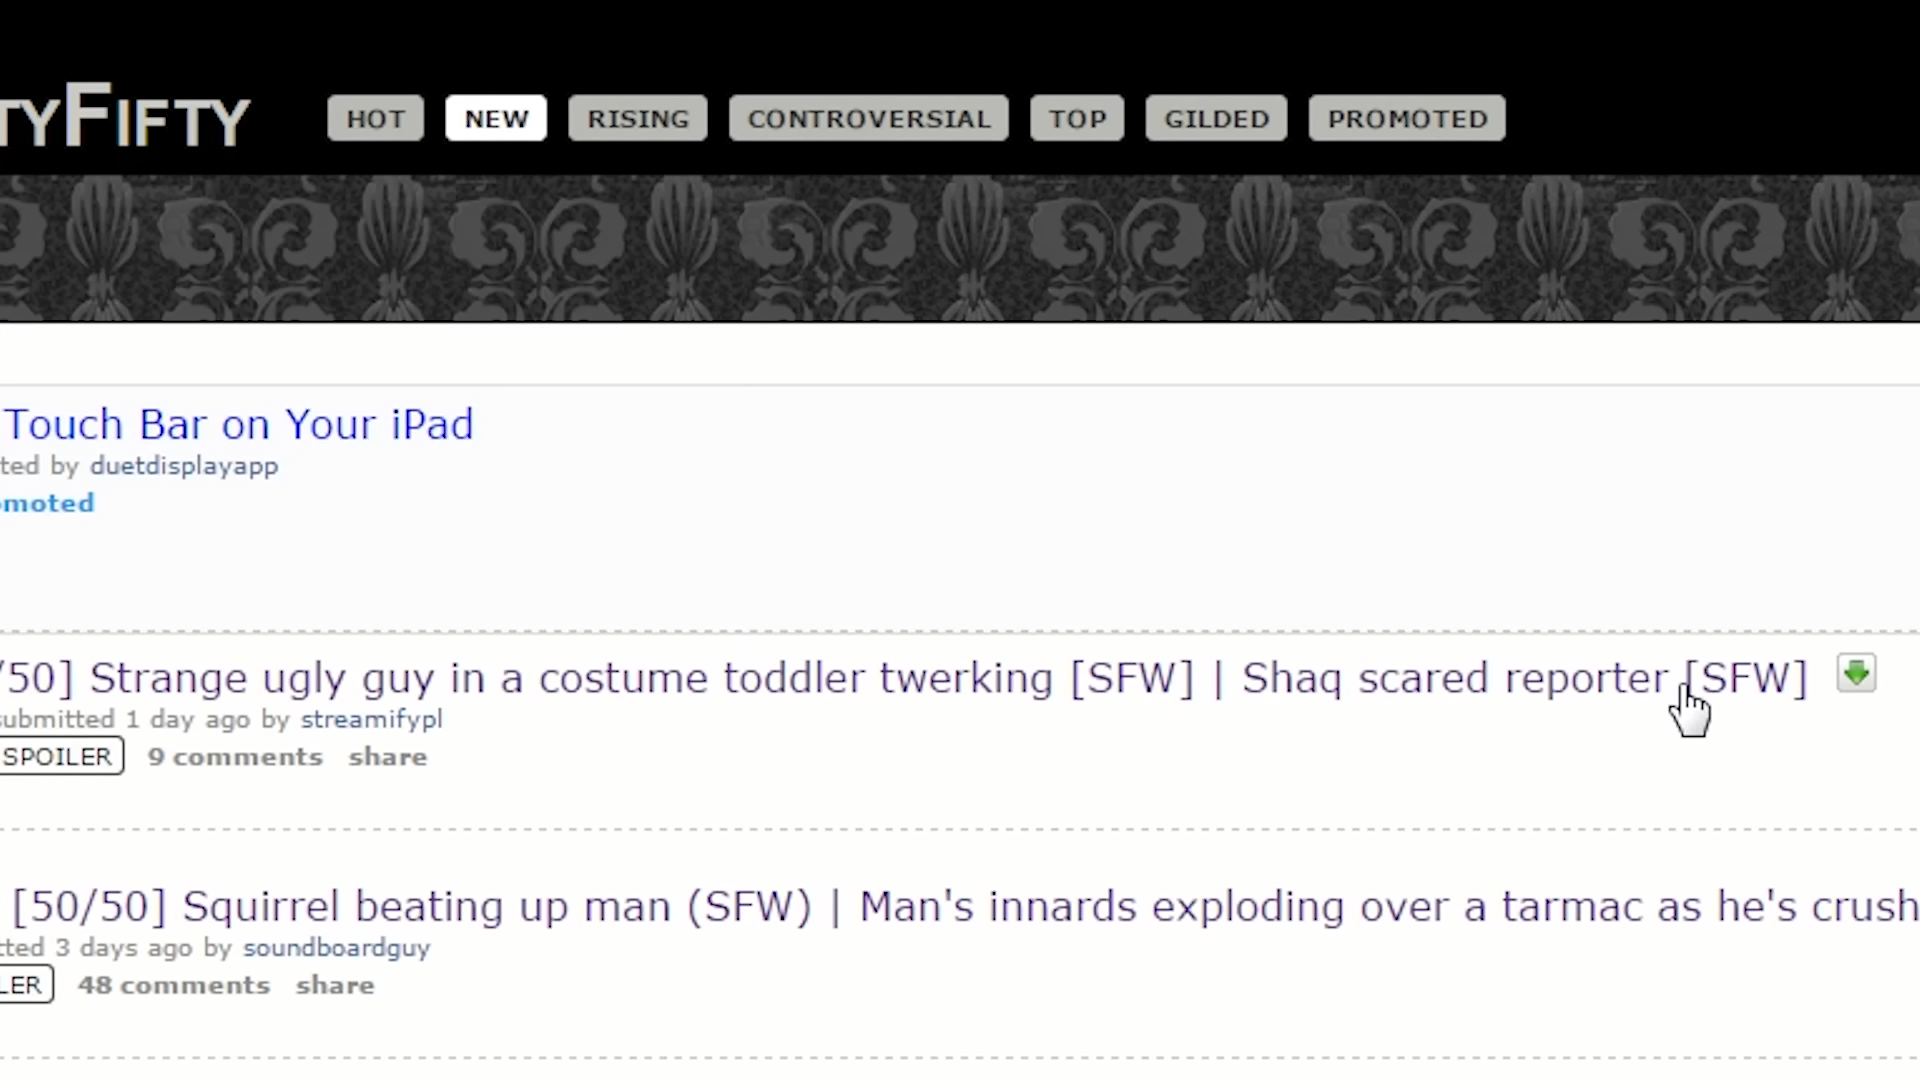 TYFIFTY HOT NEW RISING CONTROVERSIAL TOP GILDED PROMOTED
Touch Bar on Your iPad
ted by duetdisplayapp
moted
/50] Strange ugly guy in a costume toddler twerking [SFW] | Shaq scared reporter [SFW]
submitted 1 day ago by streamifypl
SPOILER 9 comments share
[50/50] Squirrel beating up man (SFW) | Man's innards exploding over a tarmac as he's crush
tted 3 days ago by soundboardguy
LER 48 comments share